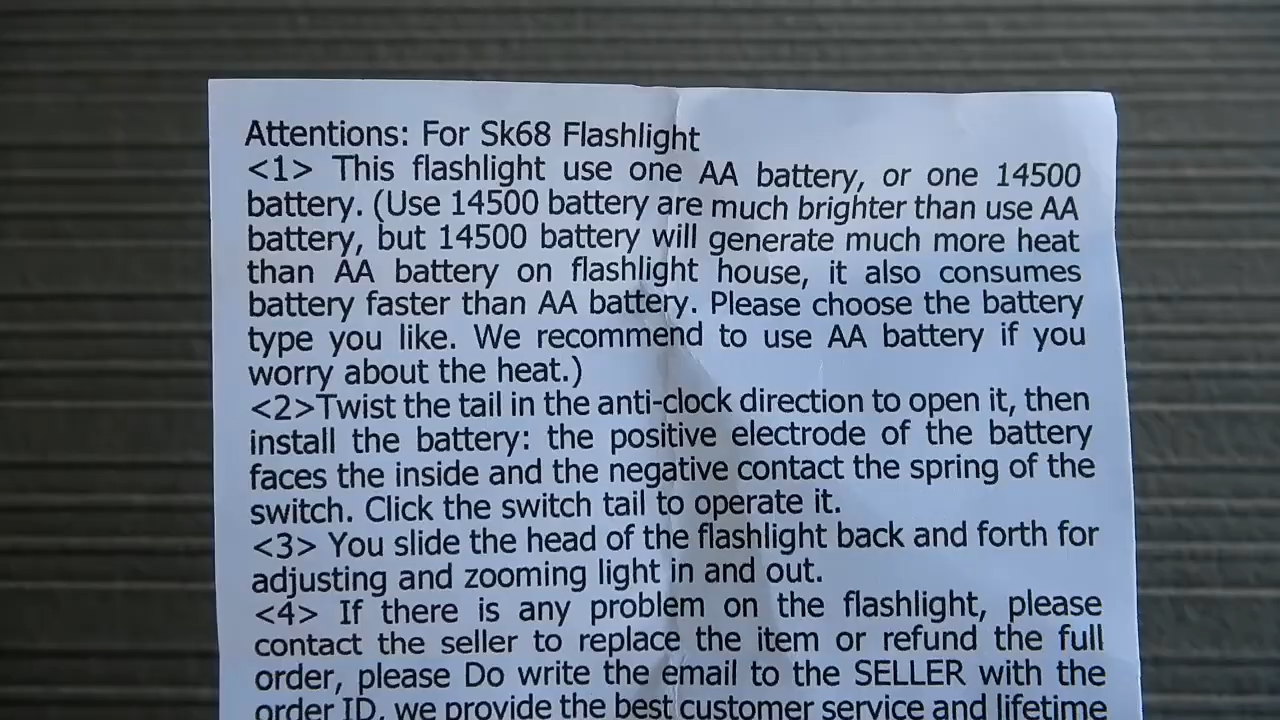 Attentions: For Sk68 Flashlight
<1> This flashlight use one AA battery, or one 14500
battery. (Use 14500 battery are much brighter than use AA
battery, but 14500 battery will generate much more heat
than AA battery on flashlight house, it also consumes
battery faster than AA battery. Please choose the battery
type you like. We recommend to use AA battery if you
worry about the heat.)
<2>Twist the tail in the anti-clock direction to open it, then
install the battery: the positive electrode of the battery
faces the inside and the negative contact the spring of the
switch. Click the switch tail to operate it.
<3> You slide the head of the flashlight back and forth for
adjusting and zooming light in and out.
<4> If there is any problem on the flashlight, please
contact the seller to replace the item or refund the full
order, please Do write the email to the SELLER with the
order ID, we provide the best customer service and lifetime